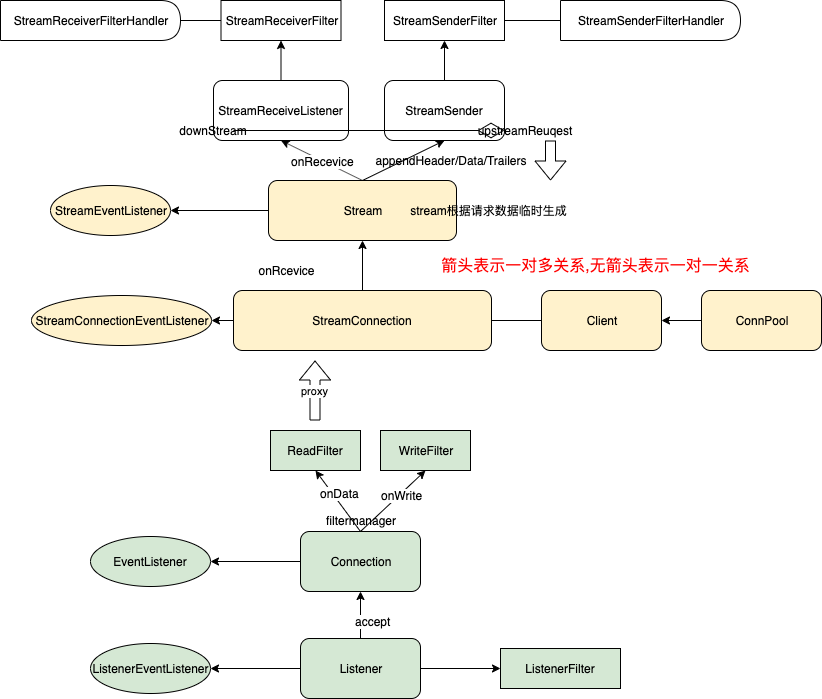 StreamReceiverFilterHandler
StreamReceiverFilter
StreamSenderFilter
StreamSenderFilterHandler
StreamReceiveListener
StreamSender
downStream
upstreamReuqest
onRecevice
appendHeader/Data/Trailers
StreamEventListener
Stream
stream根据请求数据临时生成
onRcevice
箭头表示一对多关系,无箭头表示一对一关系
StreamConnectionEventListener
StreamConnection
Client
ConnPool
proxy
ReadFilter
WriteFilter
onData
onWrite
filtermanager
EventListener
Connection
accept
ListenerEventListener
Listener
ListenerFilter